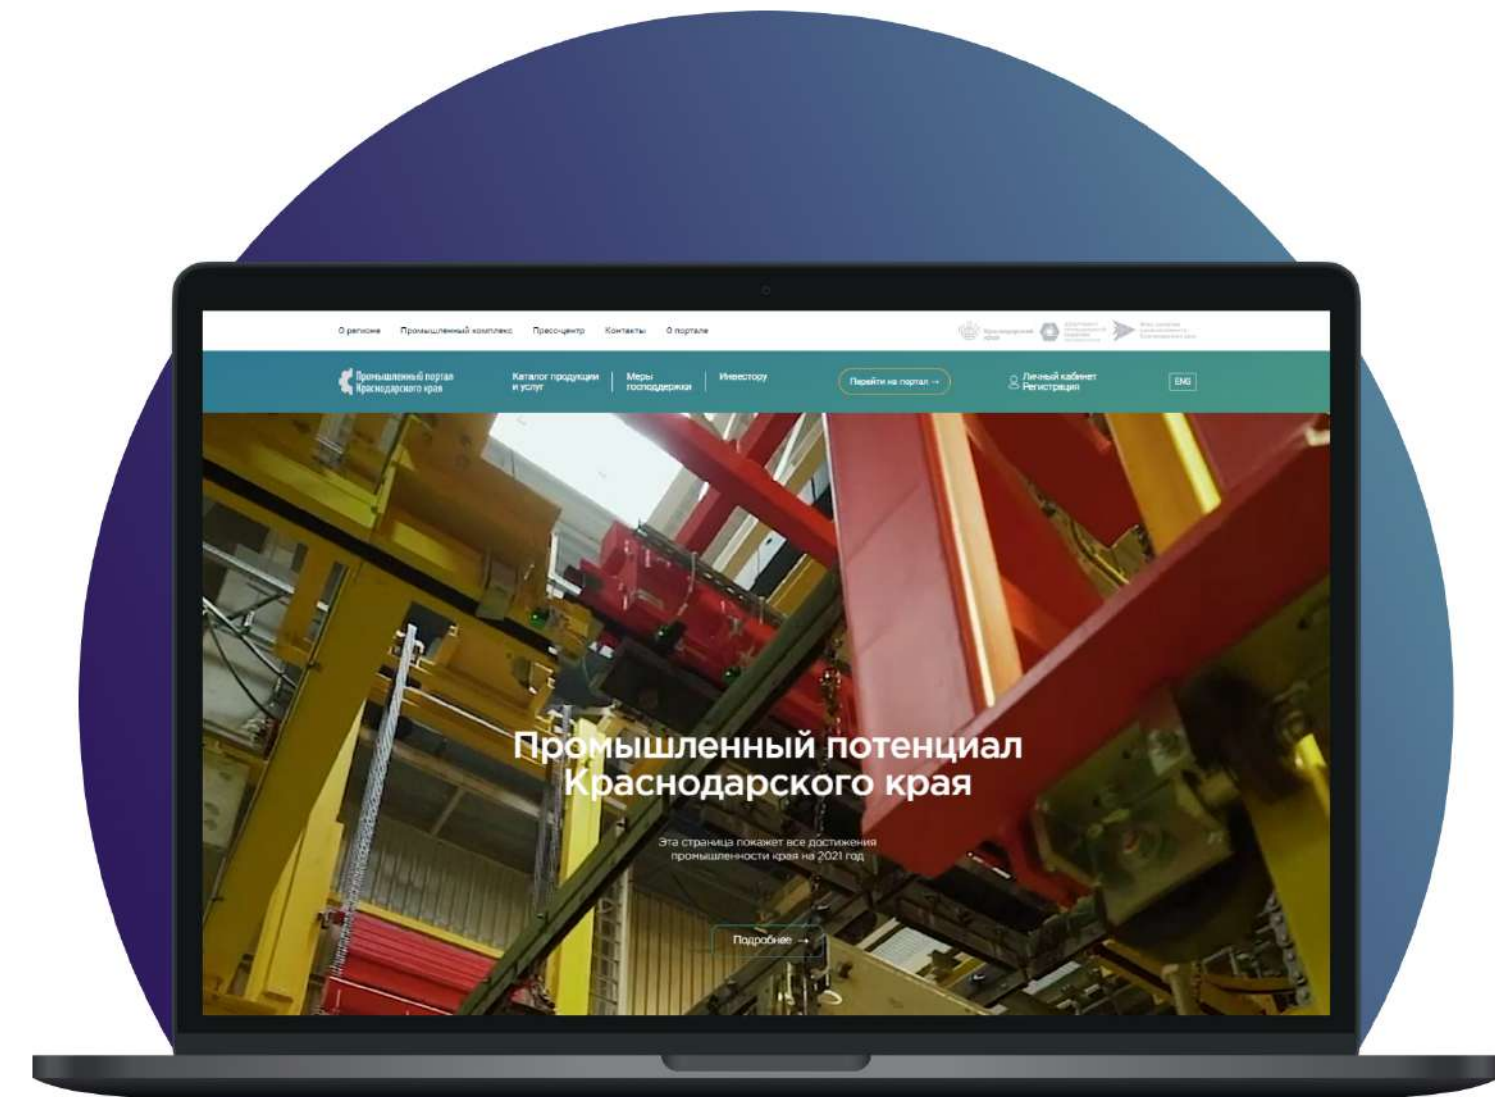 О регионе Промышленный комплекс Пресс-центр Контакты О портале
Краснодарский
край
Промышленный портал
Краснодарского края
Каталог продукции
и услуг
Меры
господдержки
Инвестору
Перейти на портал →
Личный кабинет
Регистрация
ENG
Промышленный потенциал
Краснодарского края
Эта страница покажет все достижения
промышленности края на 2021 год
Подробнее →